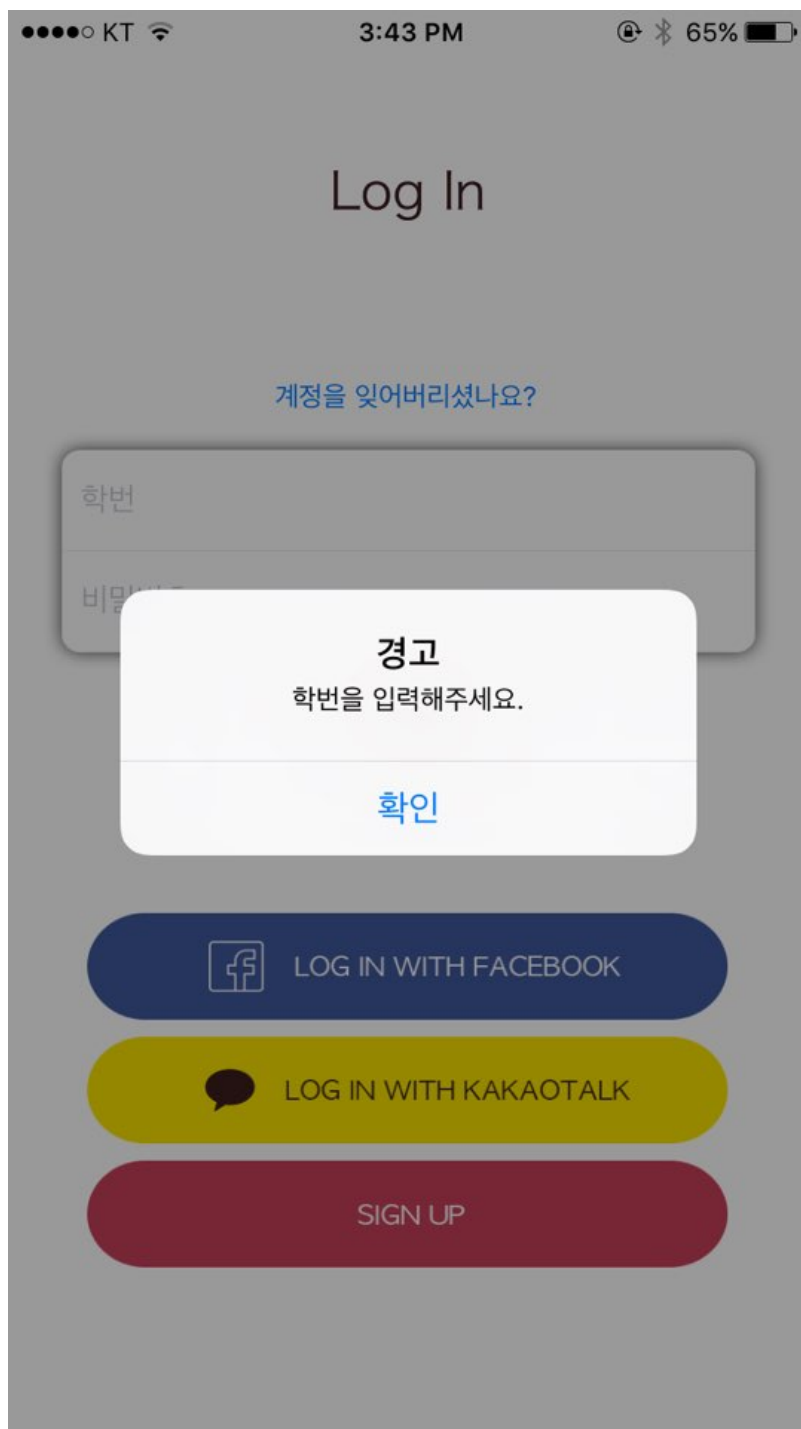 KT 3:43 PM 65%
Log In
계정을 잊어버리셨나요?
학번
경고
학번을 입력해주세요.
확인
LOG IN WITH FACEBOOK
LOG IN WITH KAKAOTALK
SIGN UP